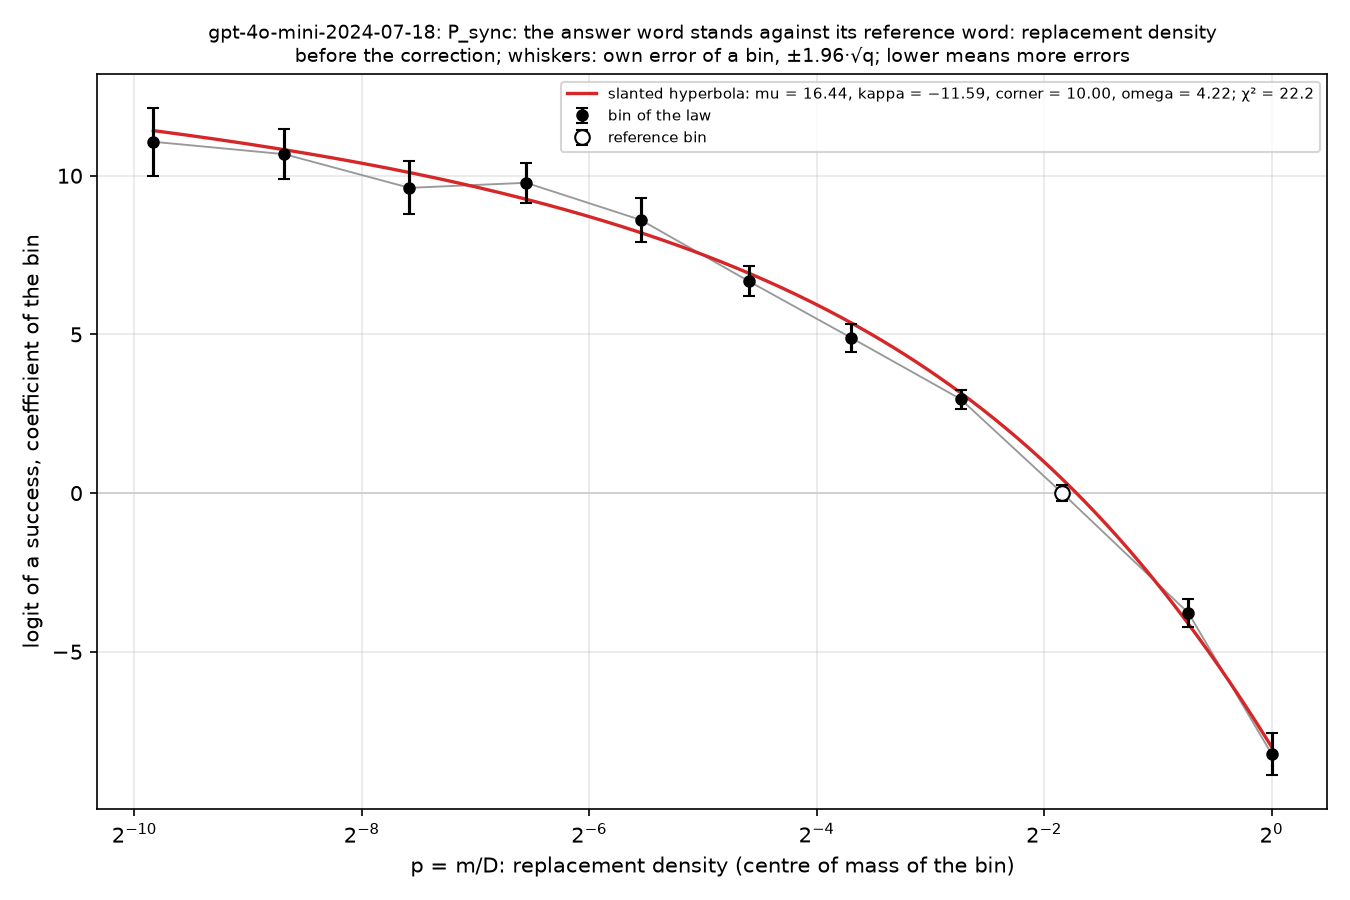 gpt-4o-mini-2024-07-18: P_sync: the answer word stands against its reference word: replacement density
before the correction; whiskers: own error of a bin, ±1.96·√q; lower means more errors
slanted hyperbola: mu = 16.44, kappa = −11.59, corner = 10.00, omega = 4.22; χ² = 22.2
bin of the law
reference bin
logit of a success, coefficient of the bin
10
5
0
−5
2⁻¹⁰ 2⁻⁸ 2⁻⁶ 2⁻⁴ 2⁻² 2⁰
p = m/D: replacement density (centre of mass of the bin)